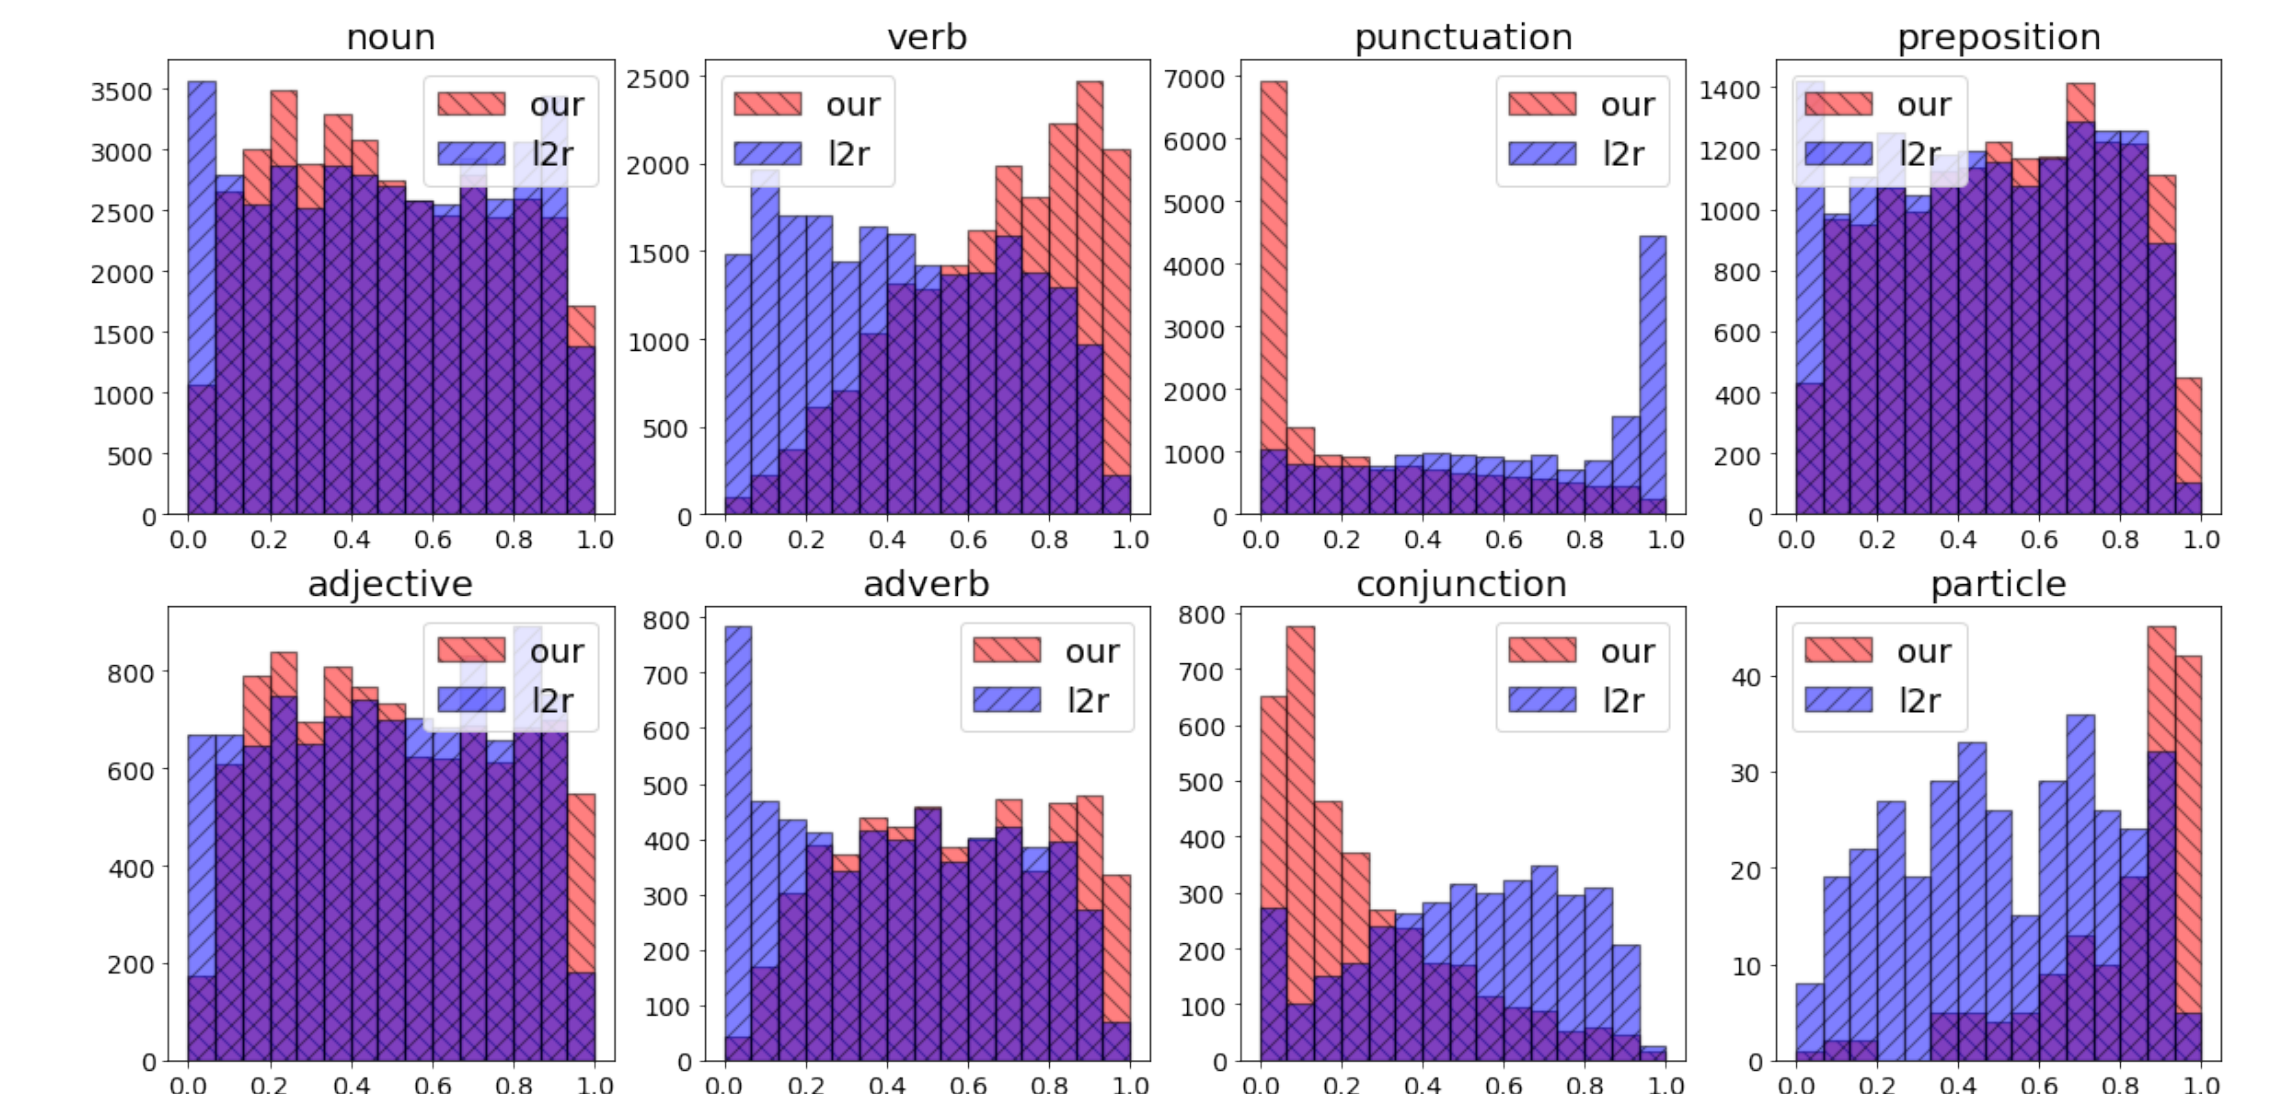 noun verb punctuation preposition
3500 3000 2500 2000 1500 1000 500 0
our
l2r
0.0 0.2 0.4 0.6 0.8 1.0
2500 2000 1500 1000 500 0
our
l2r
0.0 0.2 0.4 0.6 0.8 1.0
7000 6000 5000 4000 3000 2000 1000 0
our
l2r
0.0 0.2 0.4 0.6 0.8 1.0
1400 1200 1000 800 600 400 200 0
our
l2r
0.0 0.2 0.4 0.6 0.8 1.0
adjective adverb conjunction particle
800 600 400 200 0
our
l2r
0.0 0.2 0.4 0.6 0.8 1.0
800 700 600 500 400 300 200 100 0
our
l2r
0.0 0.2 0.4 0.6 0.8 1.0
800 700 600 500 400 300 200 100 0
our
l2r
0.0 0.2 0.4 0.6 0.8 1.0
40 30 20 10 0
our
l2r
0.0 0.2 0.4 0.6 0.8 1.0